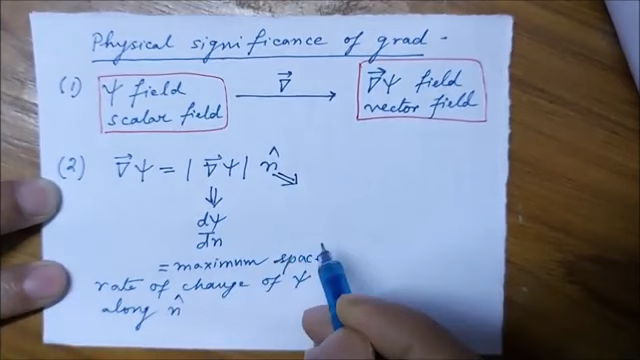 Physical significance of grad -
(1) ψ field ∇⃗ ∇⃗ψ field
scalar field vector field
(2) ∇⃗ψ = | ∇⃗ψ | n̂
⇓
dψ
dn
= maximum space
rate of change of ψ
along n̂